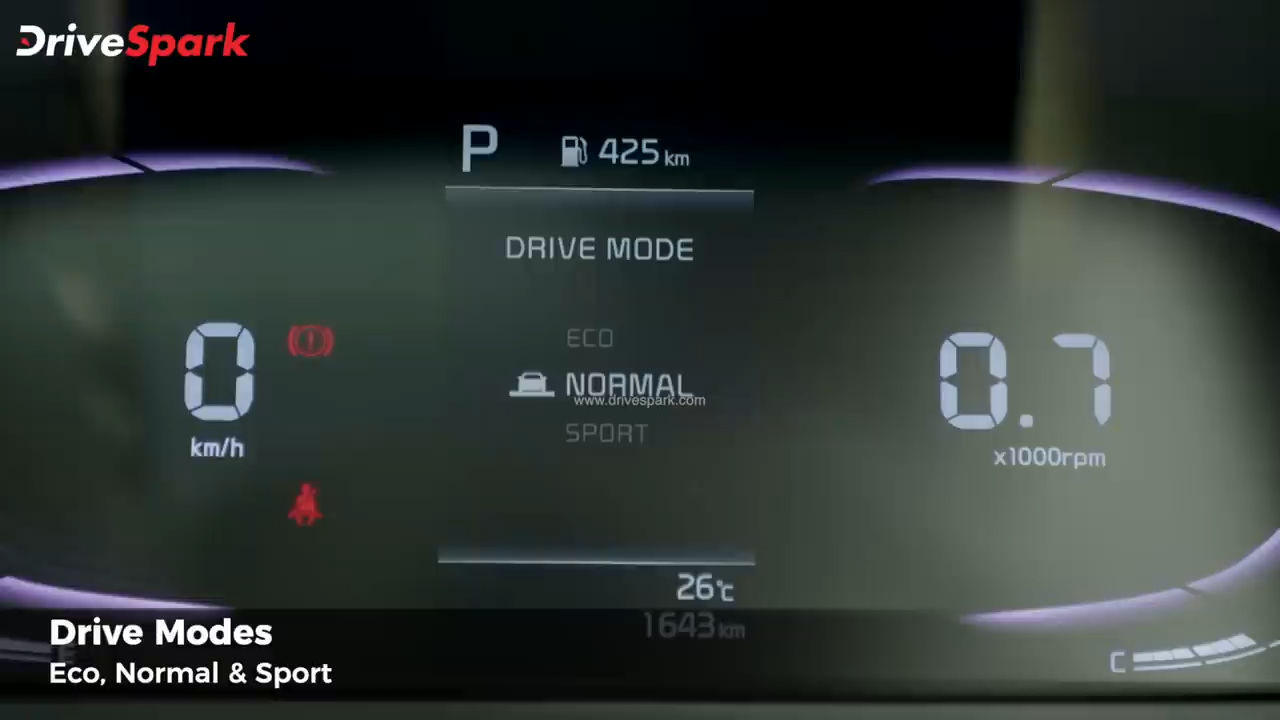 DriveSpark
P 425 km
DRIVE MODE
ECO
NORMAL
www.drivespark.com
SPORT
0
km/h
0.7
x1000rpm
26°C
1643 km
C
Drive Modes
Eco, Normal & Sport